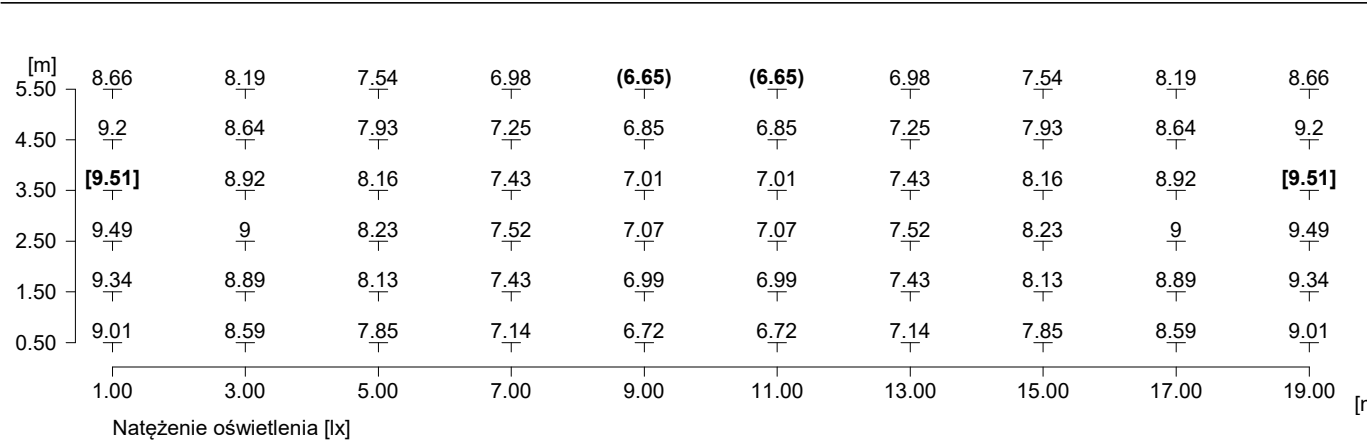 [m]
5.50 8.66 8.19 7.54 6.98 (6.65) (6.65) 6.98 7.54 8.19 8.66
4.50 9.2 8.64 7.93 7.25 6.85 6.85 7.25 7.93 8.64 9.2
3.50 [9.51] 8.92 8.16 7.43 7.01 7.01 7.43 8.16 8.92 [9.51]
2.50 9.49 9 8.23 7.52 7.07 7.07 7.52 8.23 9 9.49
1.50 9.34 8.89 8.13 7.43 6.99 6.99 7.43 8.13 8.89 9.34
0.50 9.01 8.59 7.85 7.14 6.72 6.72 7.14 7.85 8.59 9.01
1.00 3.00 5.00 7.00 9.00 11.00 13.00 15.00 17.00 19.00
Natężenie oświetlenia [lx]